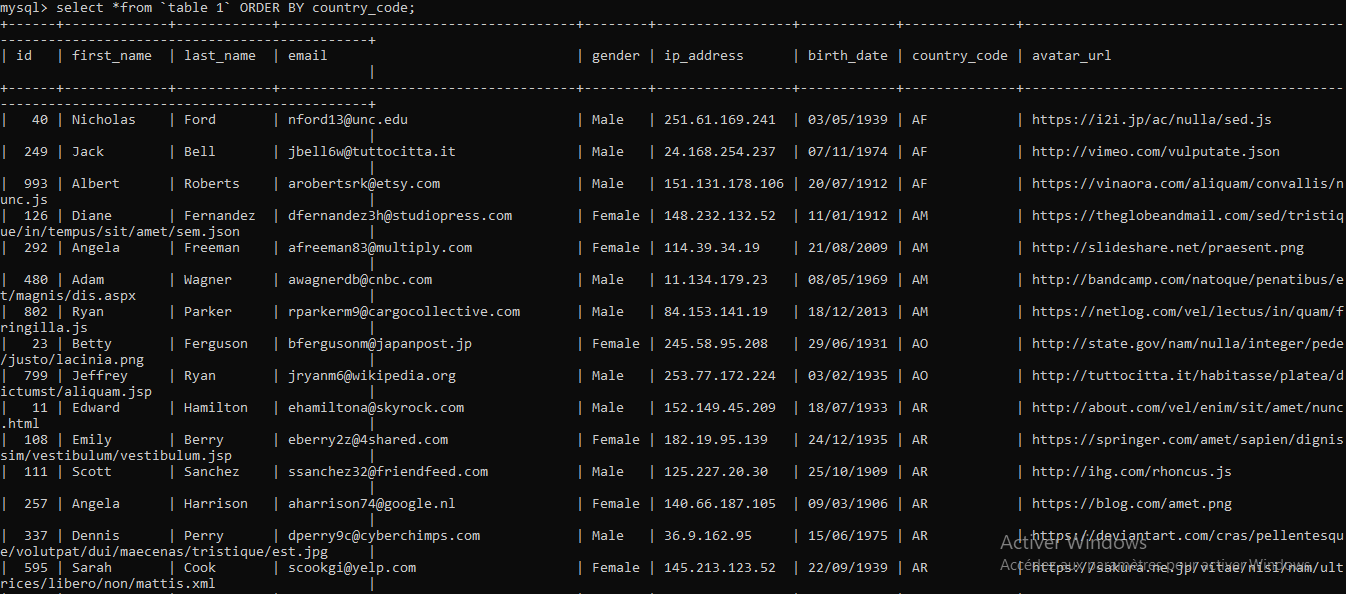 mysql> select *from `table 1` ORDER BY country_code;
+------+------------+------------+--------------------------------------+--------+-----------------+------------+--------------+--------------------------------------------------------------------------------------+
| id | first_name | last_name | email | gender | ip_address | birth_date | country_code | avatar_url |
+------+------------+------------+--------------------------------------+--------+-----------------+------------+--------------+--------------------------------------------------------------------------------------+
| 40 | Nicholas | Ford | nford13@unc.edu | Male | 251.61.169.241 | 03/05/1939 | AF | https://i2i.jp/ac/nulla/sed.js
|
| 249 | Jack | Bell | jbell6w@tuttocitta.it | Male | 24.168.254.237 | 07/11/1974 | AF | http://vimeo.com/vulputate.json
|
| 993 | Albert | Roberts | arobertsrk@etsy.com | Male | 151.131.178.106 | 20/07/1912 | AF | https://vinaora.com/aliquam/convallis/n
unc.js |
| 126 | Diane | Fernandez | dfernandez3h@studiopress.com | Female | 148.232.132.52 | 11/01/1912 | AM | https://theglobeandmail.com/sed/tristiq
ue/in/tempus/sit/amet/sem.json |
| 292 | Angela | Freeman | afreeman83@multiply.com | Female | 114.39.34.19 | 21/08/2009 | AM | http://slideshare.net/praesent.png
|
| 480 | Adam | Wagner | awagnerdb@cnbc.com | Male | 11.134.179.23 | 08/05/1969 | AM | http://bandcamp.com/natoque/penatibus/e
t/magnis/dis.aspx |
| 802 | Ryan | Parker | rparkerm9@cargocollective.com | Male | 84.153.141.19 | 18/12/2013 | AM | https://netlog.com/vel/lectus/in/quam/f
ringilla.js |
| 23 | Betty | Ferguson | bfergusonm@japanpost.jp | Female | 245.58.95.208 | 29/06/1931 | AO | http://state.gov/nam/nulla/integer/pede
/justo/lacinia.png |
| 799 | Jeffrey | Ryan | jryanm6@wikipedia.org | Male | 253.77.172.224 | 03/02/1935 | AO | http://tuttocitta.it/habitasse/platea/d
ictumst/aliquam.jsp |
| 11 | Edward | Hamilton | ehamiltona@skyrock.com | Male | 152.149.45.209 | 18/07/1933 | AR | http://about.com/vel/enim/sit/amet/nunc
.html |
| 108 | Emily | Berry | eberry2z@4shared.com | Female | 182.19.95.139 | 24/12/1935 | AR | https://springer.com/amet/sapien/dignis
sim/vestibulum/vestibulum.jsp |
| 111 | Scott | Sanchez | ssanchez32@friendfeed.com | Male | 125.227.20.30 | 25/10/1909 | AR | http://ihg.com/rhoncus.js
|
| 257 | Angela | Harrison | aharrison74@google.nl | Female | 140.66.187.105 | 09/03/1906 | AR | https://blog.com/amet.png
|
| 337 | Dennis | Perry | dperry9c@cyberchimps.com | Male | 36.9.162.95 | 15/06/1975 | AR | https://deviantart.com/cras/pellentesqu
e/volutpat/dui/maecenas/tristique/est.jpg |
| 595 | Sarah | Cook | scookgi@yelp.com | Female | 145.213.123.52 | 22/09/1939 | AR | https://sakura.ne.jp/vitae/nisi/nam/ult
rices/libero/non/mattis.xml |
Activer Windows
Accédez aux paramètres pour activer Windows.